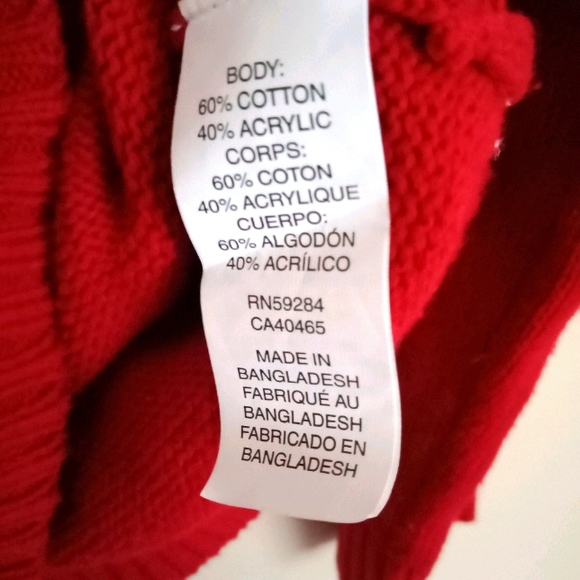 BODY:
60% COTTON
40% ACRYLIC
CORPS:
60% COTON
40% ACRYLIQUE
CUERPO:
60% ALGODÓN
40% ACRÍLICO
RN59284
CA40465
MADE IN
BANGLADESH
FABRIQUÉ AU
BANGLADESH
FABRICADO EN
BANGLADESH